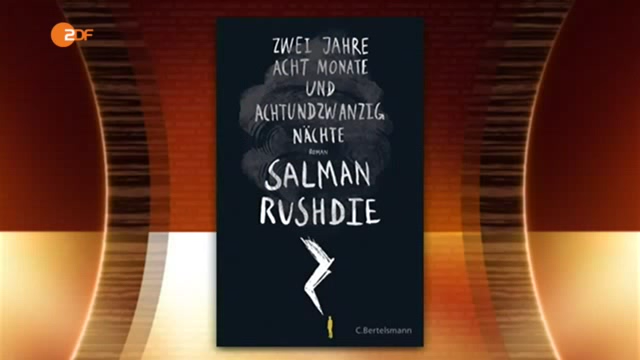 ZDF
ZWEI JAHRE
ACHT MONATE
UND
ACHTUNDZWANZIG
NÄCHTE
ROMAN
SALMAN
RUSHDIE
C.Bertelsmann